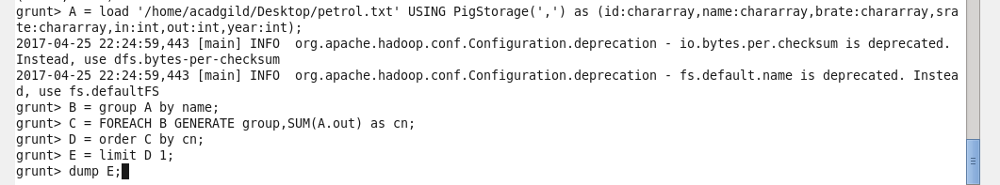 grunt> A = load '/home/acadgild/Desktop/petrol.txt' USING PigStorage(',') as (id:chararray,name:chararray,brate:chararray,sra
te:chararray,in:int,out:int,year:int);
2017-04-25 22:24:59,443 [main] INFO  org.apache.hadoop.conf.Configuration.deprecation - io.bytes.per.checksum is deprecated.
Instead, use dfs.bytes-per-checksum
2017-04-25 22:24:59,443 [main] INFO  org.apache.hadoop.conf.Configuration.deprecation - fs.default.name is deprecated. Instea
d, use fs.defaultFS
grunt> B = group A by name;
grunt> C = FOREACH B GENERATE group,SUM(A.out) as cn;
grunt> D = order C by cn;
grunt> E = limit D 1;
grunt> dump E;